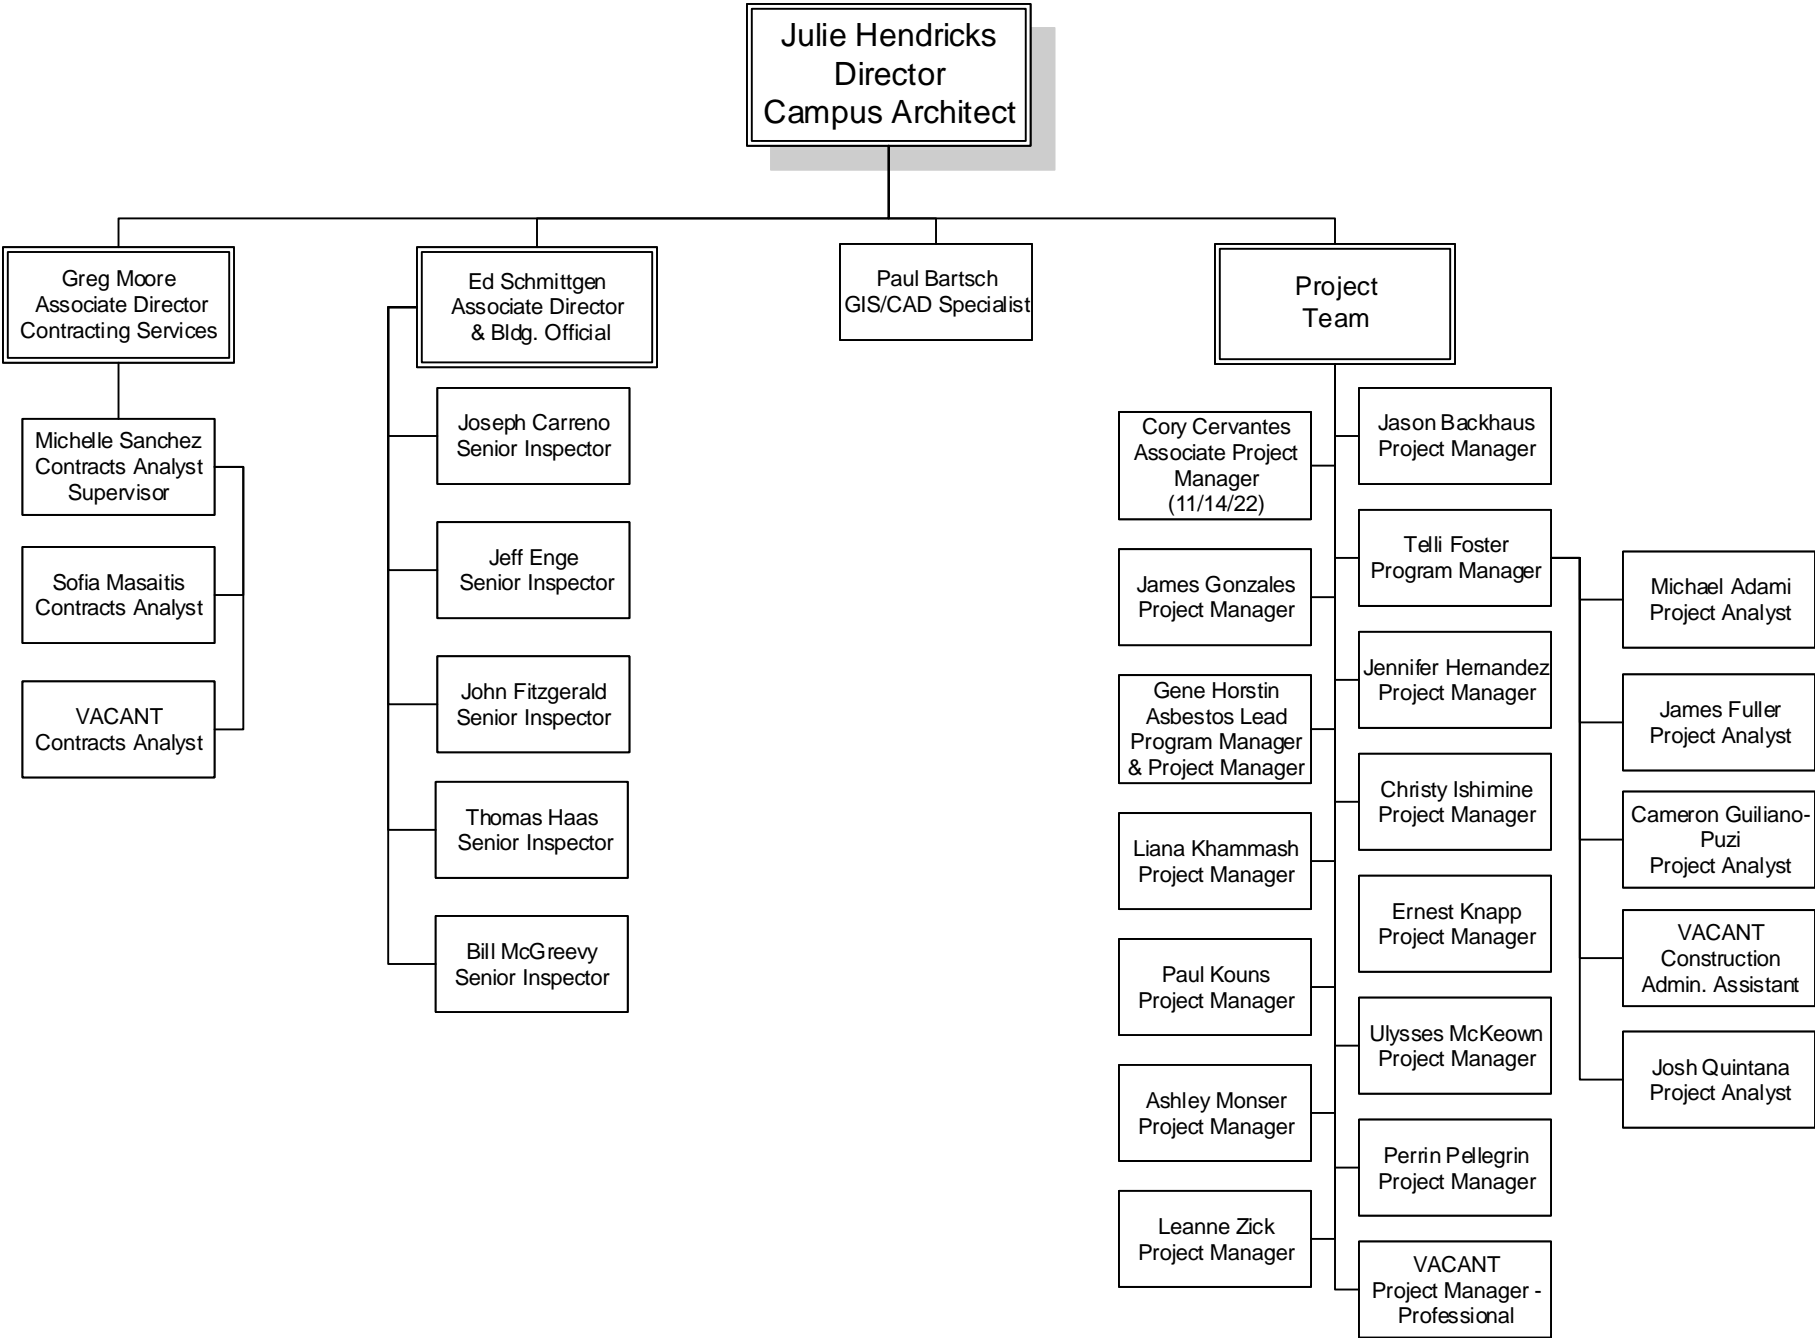 Julie Hendricks
Director
Campus Architect
Greg Moore
Associate Director
Contracting Services
Ed Schmittgen
Associate Director
& Bldg. Official
Paul Bartsch
GIS/CAD Specialist
Project
Team
Michelle Sanchez
Contracts Analyst
Supervisor
Sofia Masaitis
Contracts Analyst
VACANT
Contracts Analyst
Joseph Carreno
Senior Inspector
Jeff Enge
Senior Inspector
John Fitzgerald
Senior Inspector
Thomas Haas
Senior Inspector
Bill McGreevy
Senior Inspector
Cory Cervantes
Associate Project
Manager
(11/14/22)
James Gonzales
Project Manager
Gene Horstin
Asbestos Lead
Program Manager
& Project Manager
Liana Khammash
Project Manager
Paul Kouns
Project Manager
Ashley Monser
Project Manager
Leanne Zick
Project Manager
Jason Backhaus
Project Manager
Telli Foster
Program Manager
Jennifer Hernandez
Project Manager
Christy Ishimine
Project Manager
Ernest Knapp
Project Manager
Ulysses McKeown
Project Manager
Perrin Pellegrin
Project Manager
VACANT
Project Manager -
Professional
Michael Adami
Project Analyst
James Fuller
Project Analyst
Cameron Guiliano-
Puzi
Project Analyst
VACANT
Construction
Admin. Assistant
Josh Quintana
Project Analyst